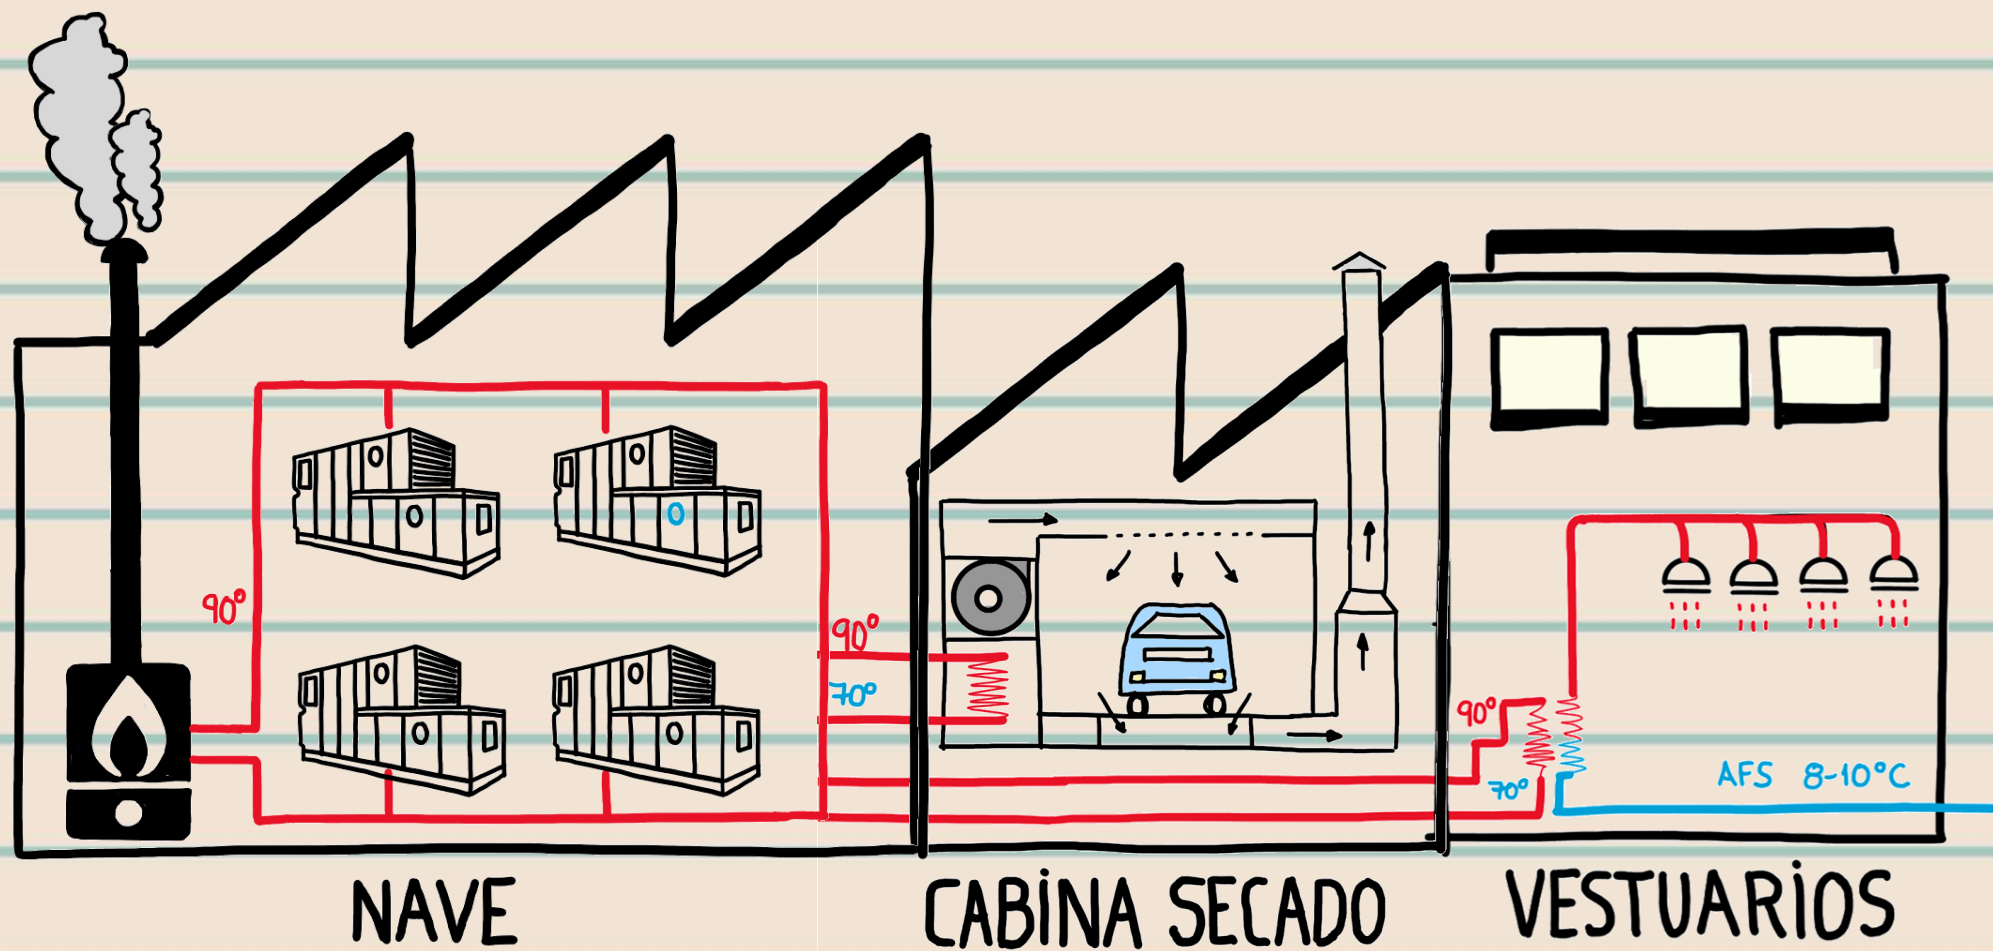 90°
90°
70°
90°
70°
AFS 8-10°C
NAVE
CABINA SECADO
VESTUARIOS